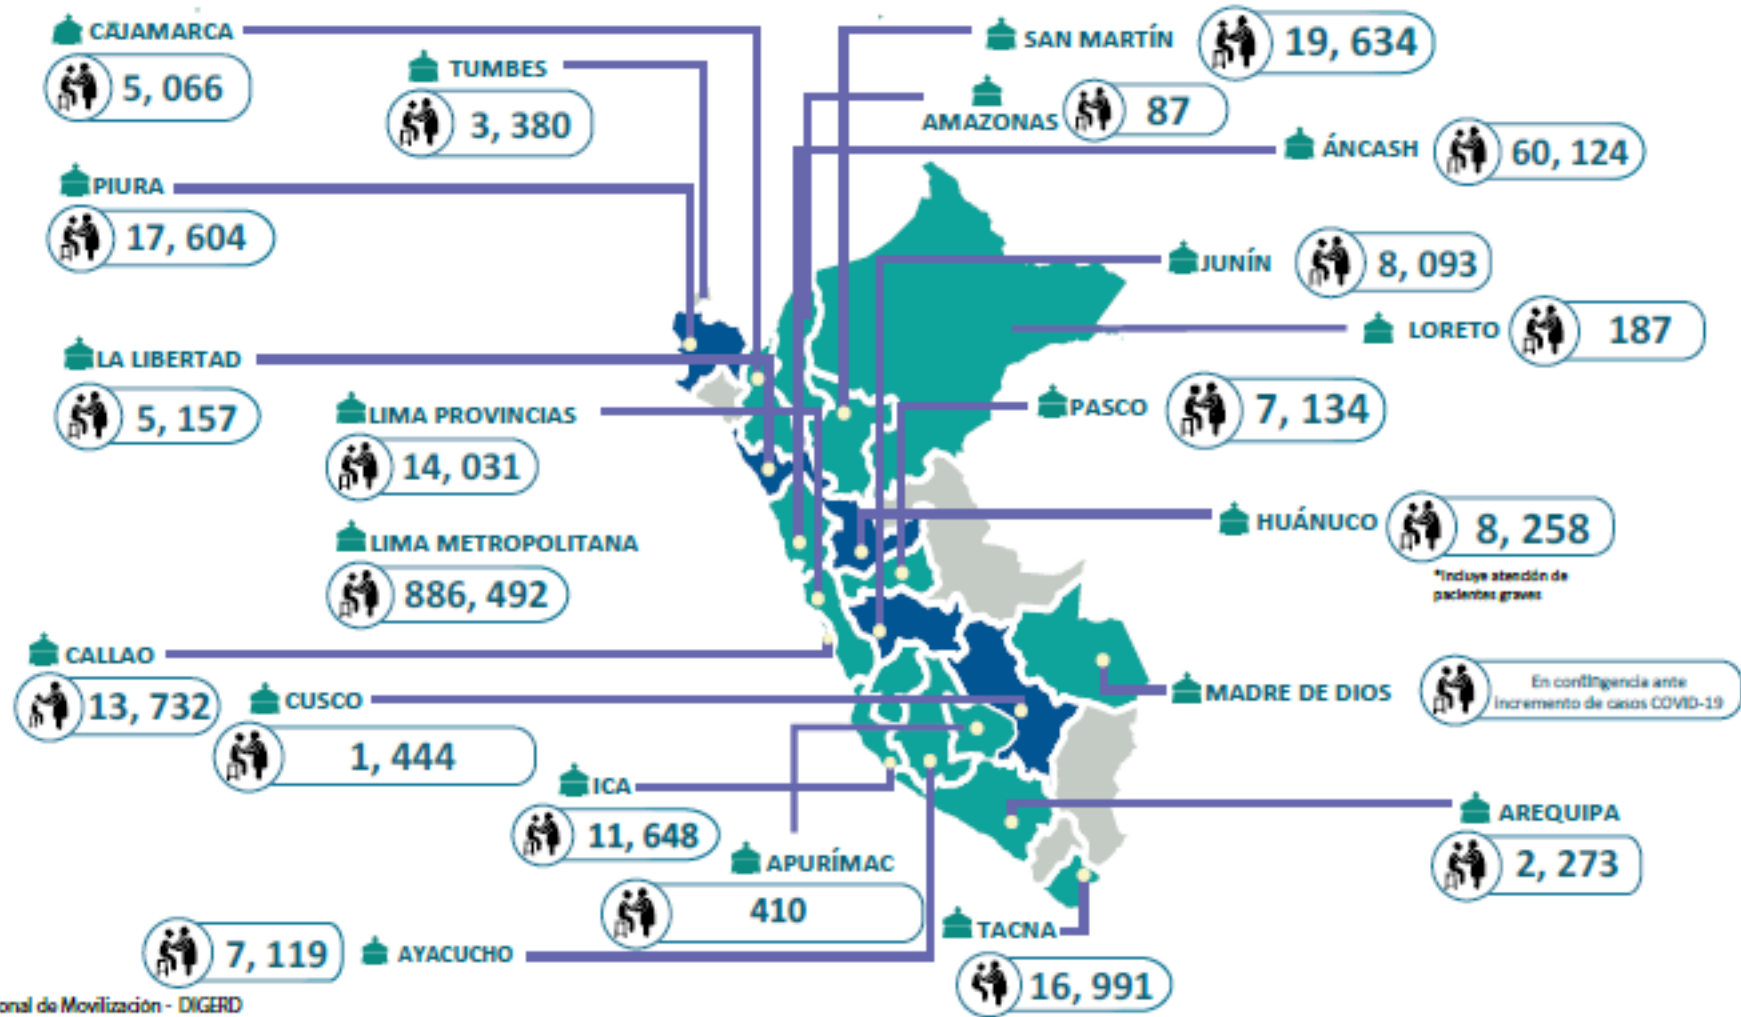 CAJAMARCA
5, 066
TUMBES
3, 380
SAN MARTÍN
19, 634
AMAZONAS
87
ÁNCASH
60, 124
PIURA
17, 604
JUNÍN
8, 093
LORETO
187
LA LIBERTAD
5, 157
LIMA PROVINCIAS
14, 031
PASCO
7, 134
LIMA METROPOLITANA
886, 492
HUÁNUCO
8, 258
*Incluye atención de
pacientes graves
CALLAO
13, 732
CUSCO
1, 444
MADRE DE DIOS
En contingencia ante
incremento de casos COVID-19
ICA
11, 648
APURÍMAC
410
AREQUIPA
2, 273
7, 119
AYACUCHO
TACNA
16, 991
onal de Movilización - DIGERD